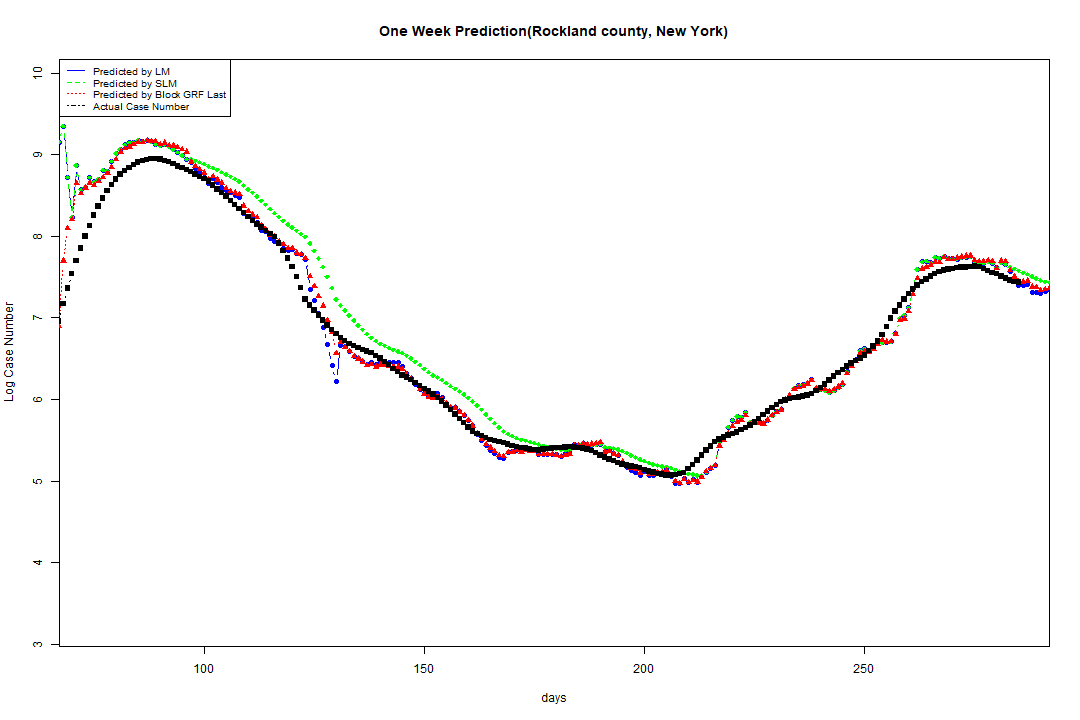 One Week Prediction(Rockland county, New York)
Predicted by LM
Predicted by SLM
Predicted by Block GRF Last
Actual Case Number
Log Case Number
10
9
8
7
6
5
4
3
100 150 200 250
days